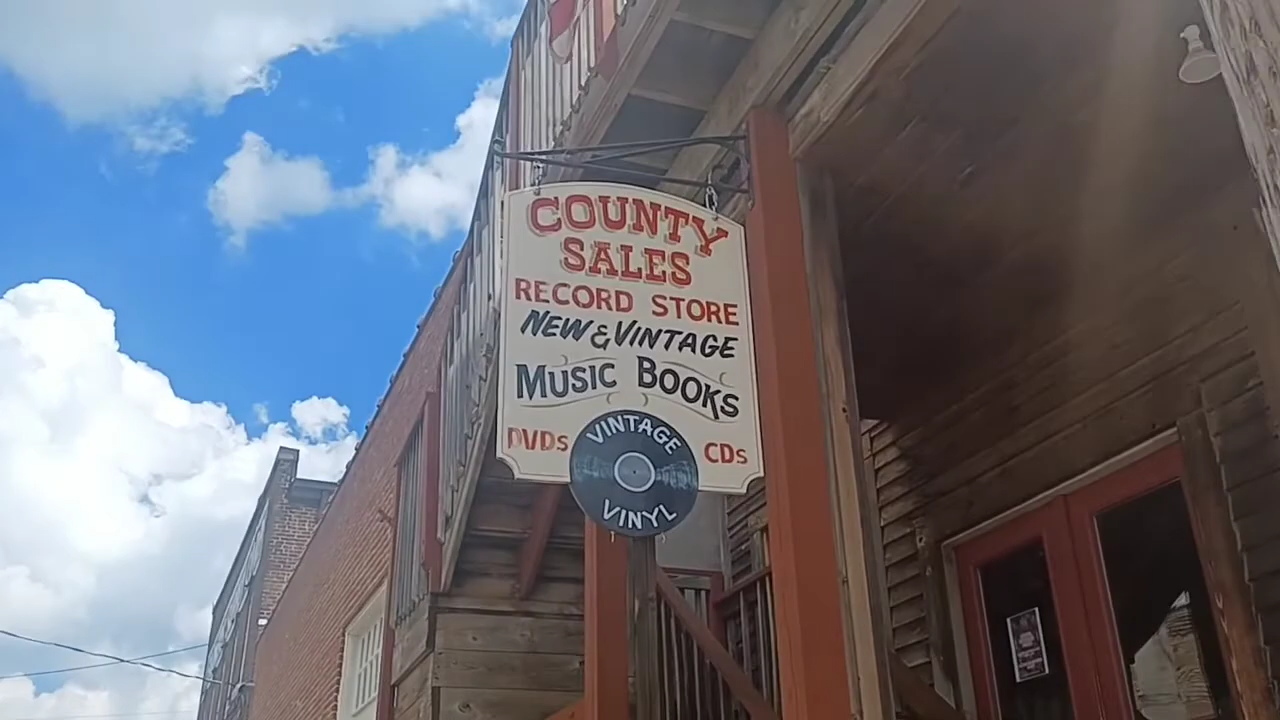 COUNTY
SALES
RECORD STORE
NEW & VINTAGE
MUSIC BOOKS
DVDs CDs
VINTAGE
VINYL